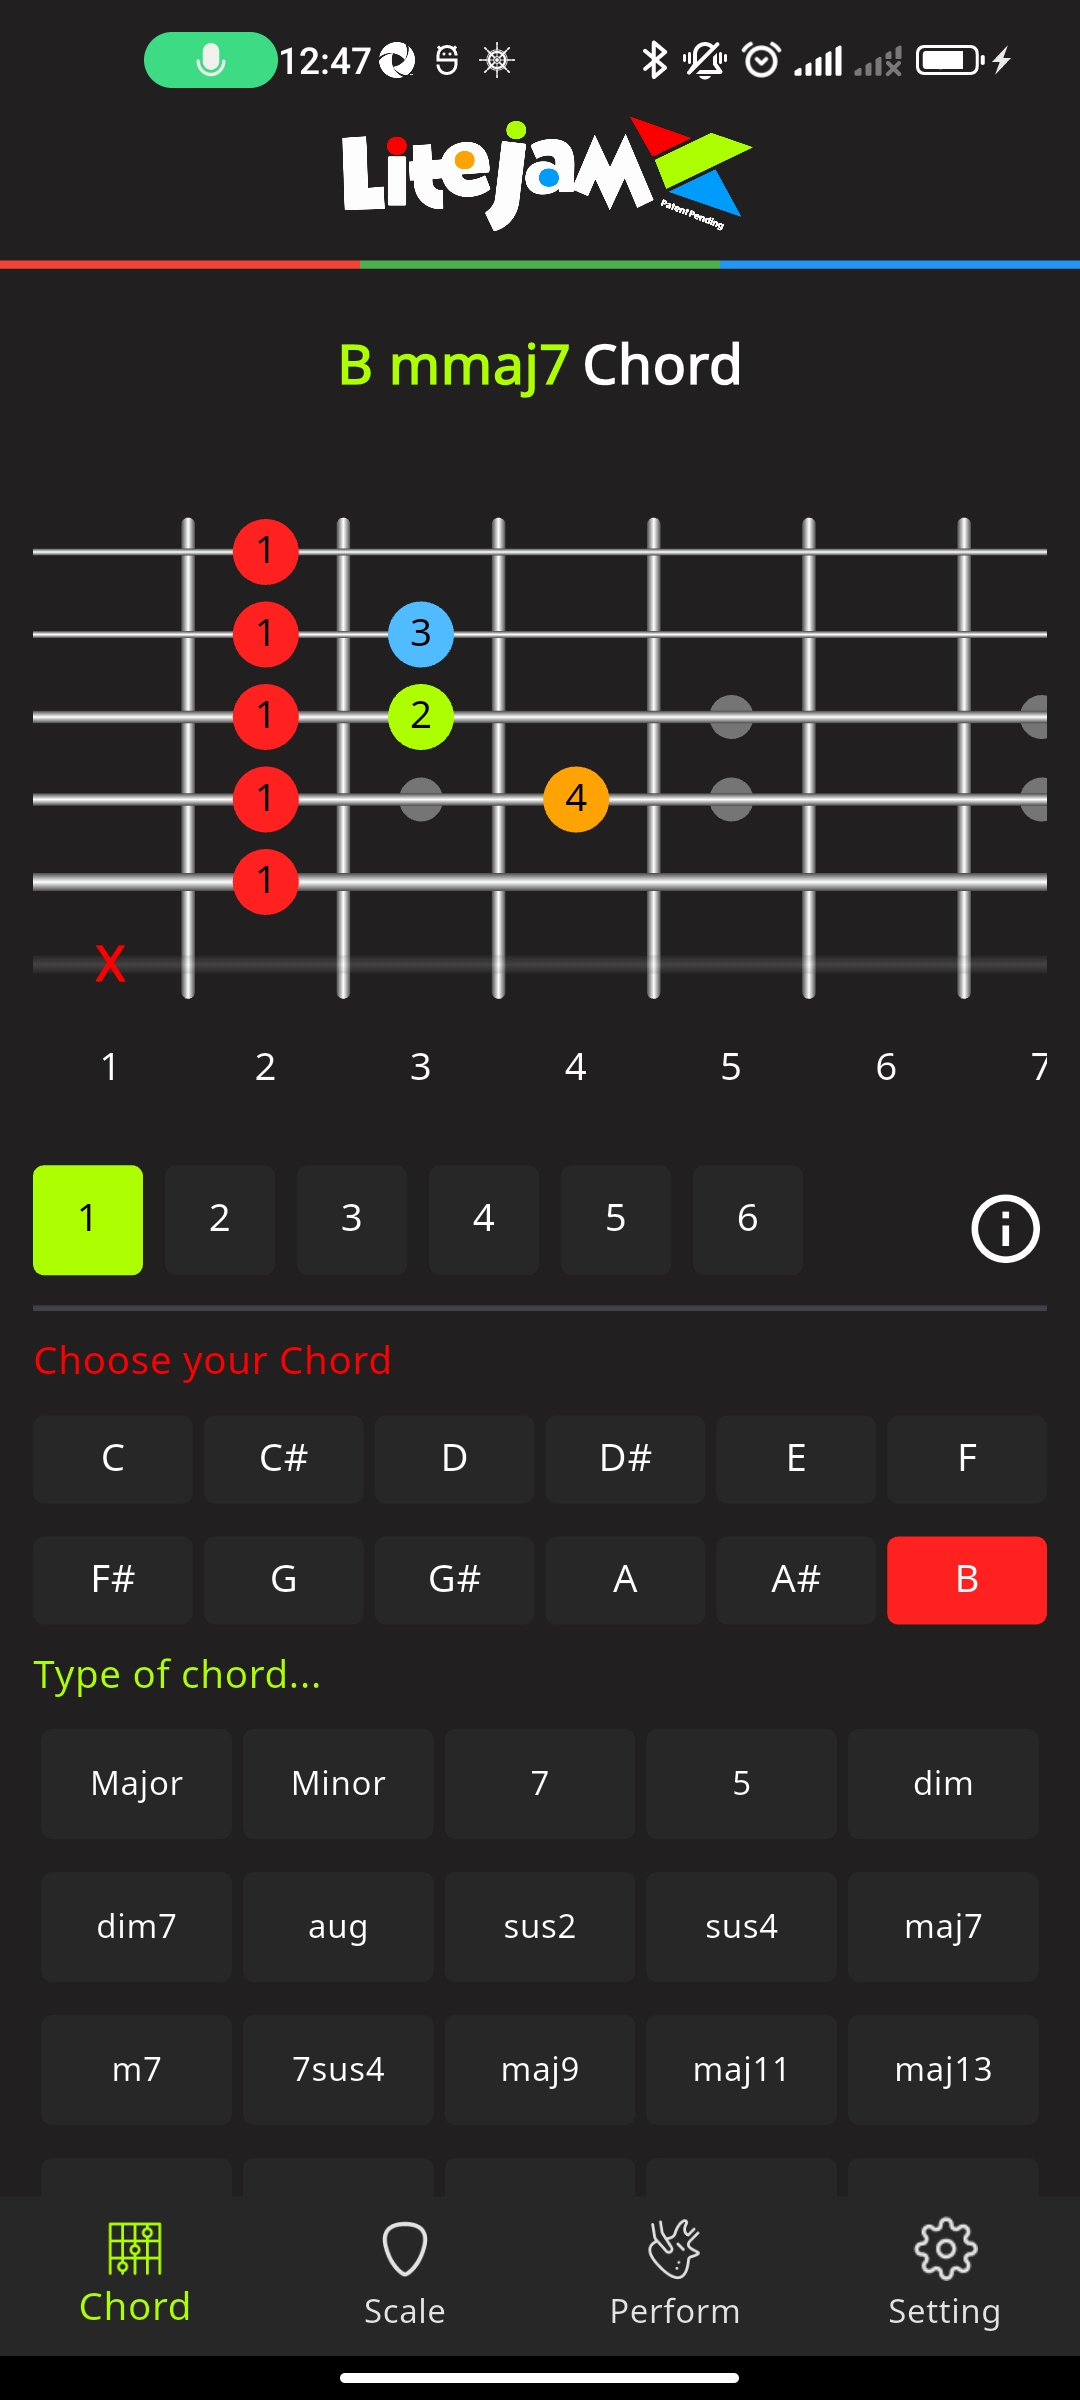 12:47
LiteJam
Patent Pending
B mmaj7 Chord
1
1 3
1 2
1 4
1
X
1 2 3 4 5 6 7
1 2 3 4 5 6
Choose your Chord
C C# D D# E F
F# G G# A A# B
Type of chord...
Major Minor 7 5 dim
dim7 aug sus2 sus4 maj7
m7 7sus4 maj9 maj11 maj13
Chord Scale Perform Setting